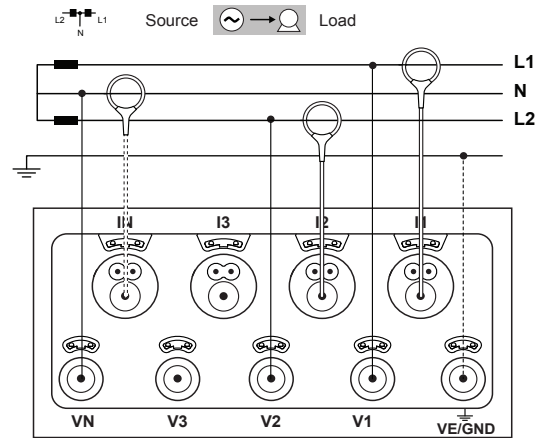 L2 L1
N
Source Load
L1
N
L2
IN I3 I2 I1
VN V3 V2 V1 VE/GND